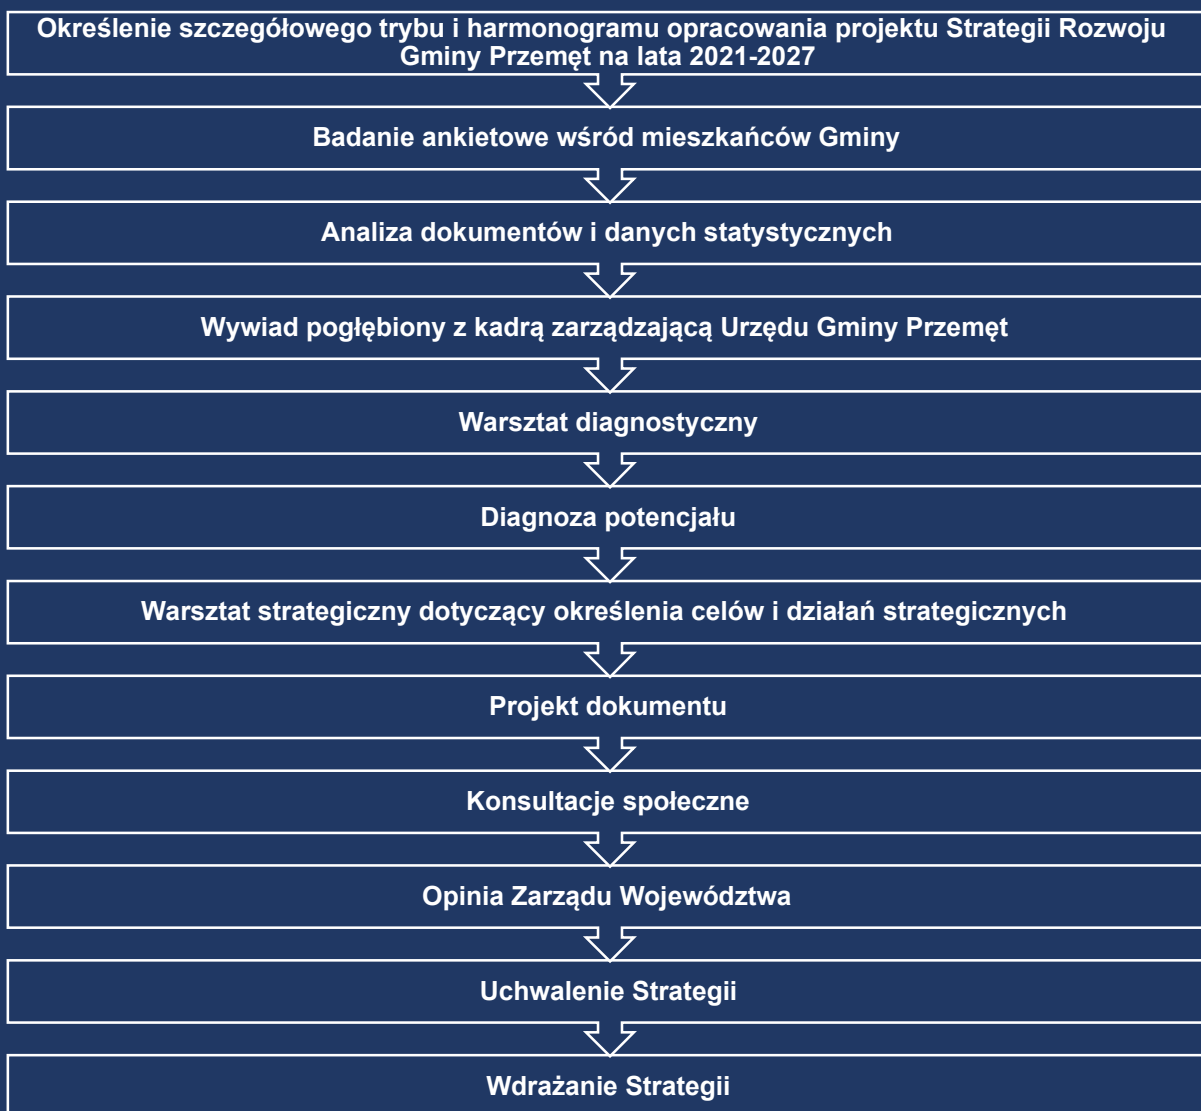 Określenie szczegółowego trybu i harmonogramu opracowania projektu Strategii Rozwoju
Gminy Przemęt na lata 2021-2027
Badanie ankietowe wśród mieszkańców Gminy
Analiza dokumentów i danych statystycznych
Wywiad pogłębiony z kadrą zarządzającą Urzędu Gminy Przemęt
Warsztat diagnostyczny
Diagnoza potencjału
Warsztat strategiczny dotyczący określenia celów i działań strategicznych
Projekt dokumentu
Konsultacje społeczne
Opinia Zarządu Województwa
Uchwalenie Strategii
Wdrażanie Strategii